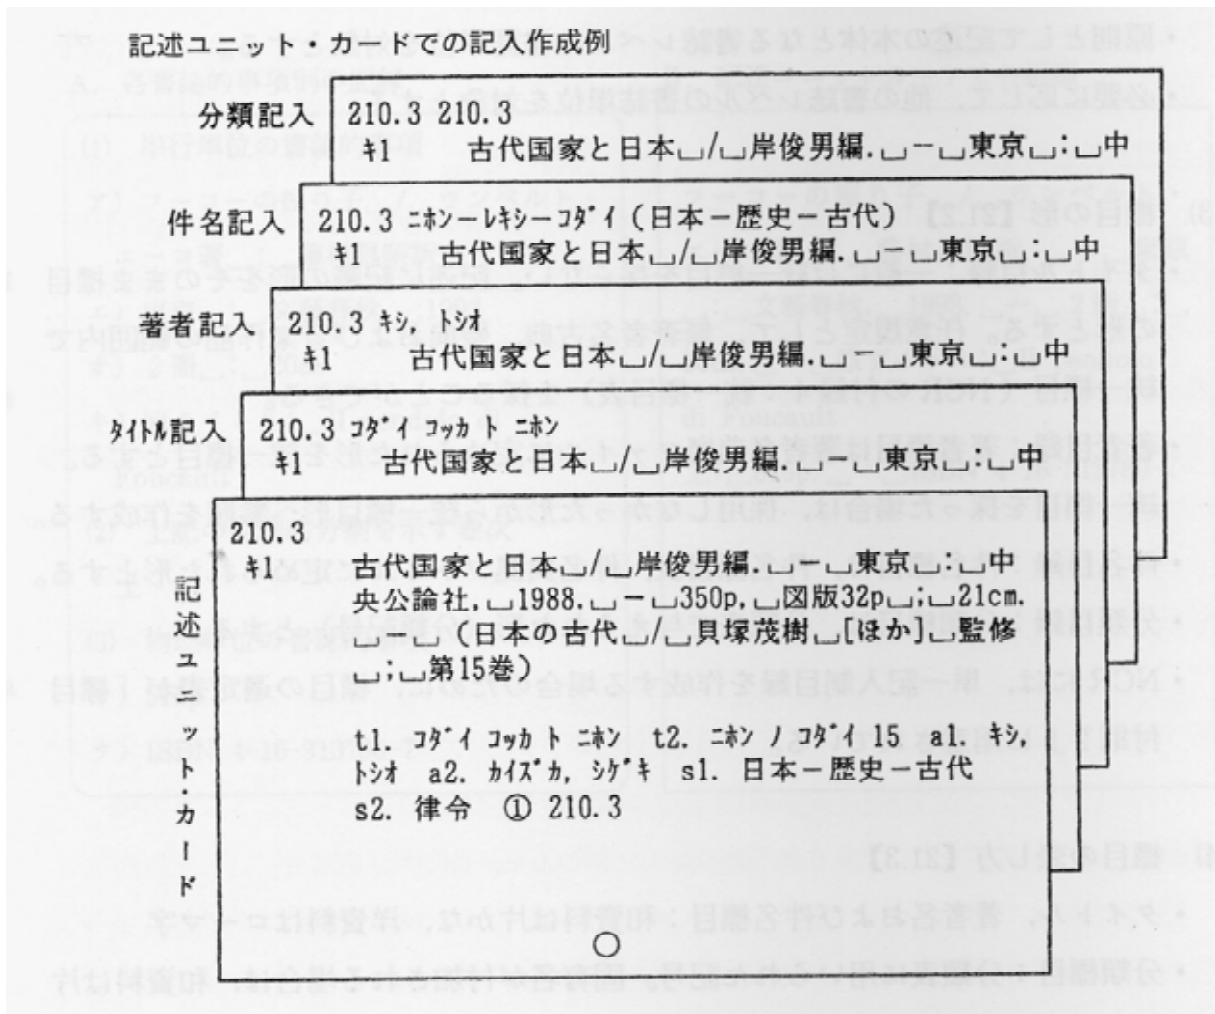 記述ユニット・カードでの記入作成例
分類記入 210.3 210.3
ｷ1 古代国家と日本␣/␣岸俊男編.␣－␣東京␣:␣中
件名記入 210.3 ﾆﾎﾝ－ﾚｷｼ－ｺﾀﾞｲ(日本－歴史－古代)
ｷ1 古代国家と日本␣/␣岸俊男編.␣－␣東京␣:␣中
著者記入 210.3 ｷｼ, ﾄｼｵ
ｷ1 古代国家と日本␣/␣岸俊男編.␣－␣東京␣:␣中
ﾀｲﾄﾙ記入 210.3 ｺﾀﾞｲ ｺｯｶ ﾄ ﾆﾎﾝ
ｷ1 古代国家と日本␣/␣岸俊男編.␣－␣東京␣:␣中
記述ユニット・カード
210.3
ｷ1 古代国家と日本␣/␣岸俊男編.␣－␣東京␣:␣中
央公論社,␣1988.␣－␣350p,␣図版32p␣;␣21cm.
␣－␣(日本の古代␣/␣貝塚茂樹␣[ほか]␣監修
␣;␣第15巻)
t1. ｺﾀﾞｲ ｺｯｶ ﾄ ﾆﾎﾝ t2. ﾆﾎﾝ ﾉ ｺﾀﾞｲ 15 a1. ｷｼ,
ﾄｼｵ a2. ｶｲｽﾞｶ, ｼｹﾞｷ s1. 日本－歴史－古代
s2. 律令 ① 210.3